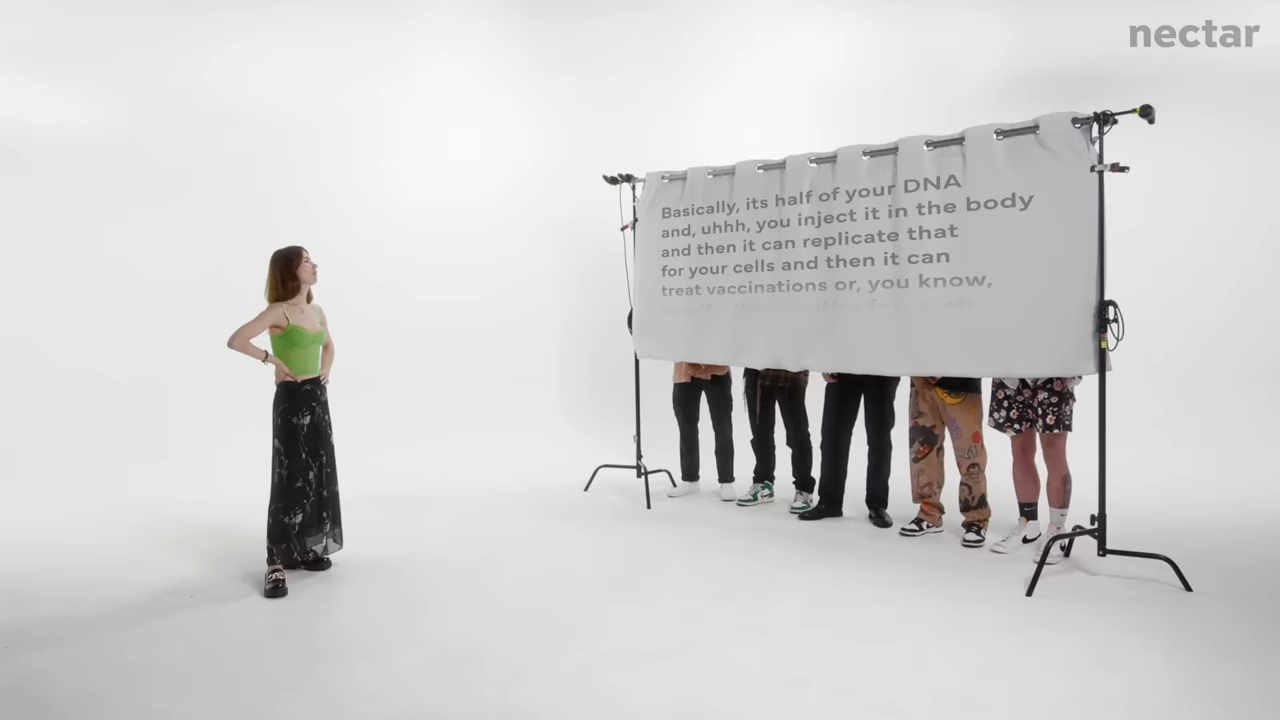 nectar
Basically, its half of your DNA
and, uhhh, you inject it in the body
and then it can replicate that
for your cells and then it can
treat vaccinations or, you know,